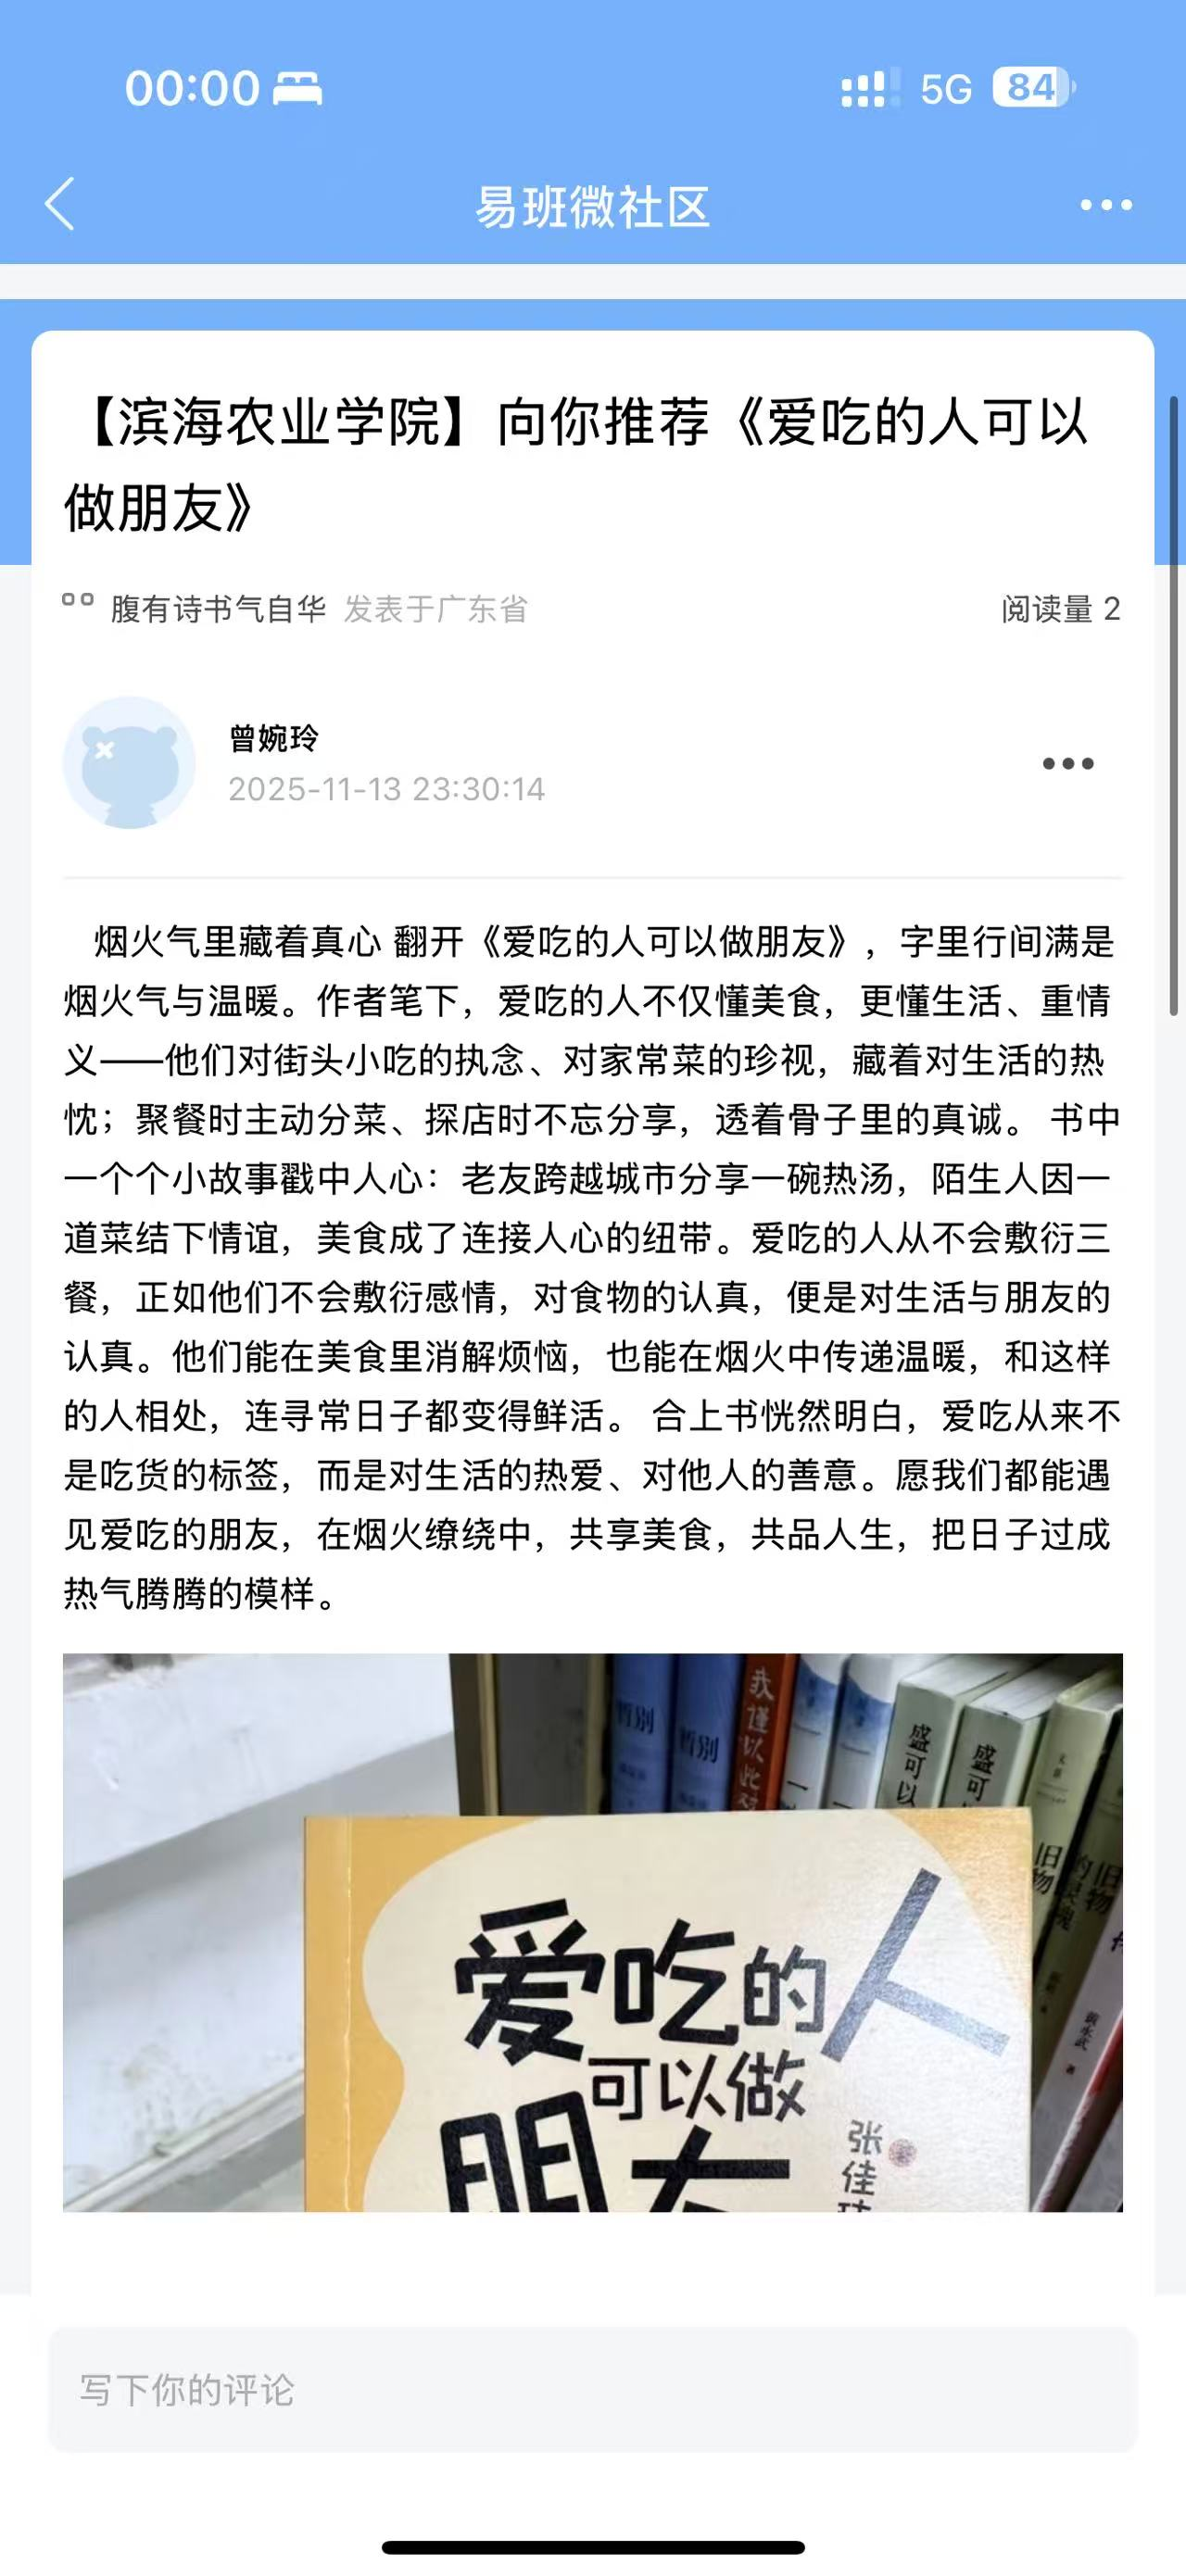 00:00
5G 84
易班微社区
【滨海农业学院】向你推荐《爱吃的人可以
做朋友》
腹有诗书气自华 发表于广东省 阅读量 2
曾婉玲
2025-11-13 23:30:14
烟火气里藏着真心 翻开《爱吃的人可以做朋友》，字里行间满是
烟火气与温暖。作者笔下，爱吃的人不仅懂美食，更懂生活、重情
义——他们对街头小吃的执念、对家常菜的珍视，藏着对生活的热
忱；聚餐时主动分菜、探店时不忘分享，透着骨子里的真诚。 书中
一个个小故事戳中人心：老友跨越城市分享一碗热汤，陌生人因一
道菜结下情谊，美食成了连接人心的纽带。爱吃的人从不会敷衍三
餐，正如他们不会敷衍感情，对食物的认真，便是对生活与朋友的
认真。他们能在美食里消解烦恼，也能在烟火中传递温暖，和这样
的人相处，连寻常日子都变得鲜活。 合上书恍然明白，爱吃从来不
是吃货的标签，而是对生活的热爱、对他人的善意。愿我们都能遇
见爱吃的朋友，在烟火缭绕中，共享美食，共品人生，把日子过成
热气腾腾的模样。
暂别
暂别
我谨以此
盛可以
盛可
旧物
的灵魂
旧物
爱吃的人
可以做
朋友
张佳
写下你的评论